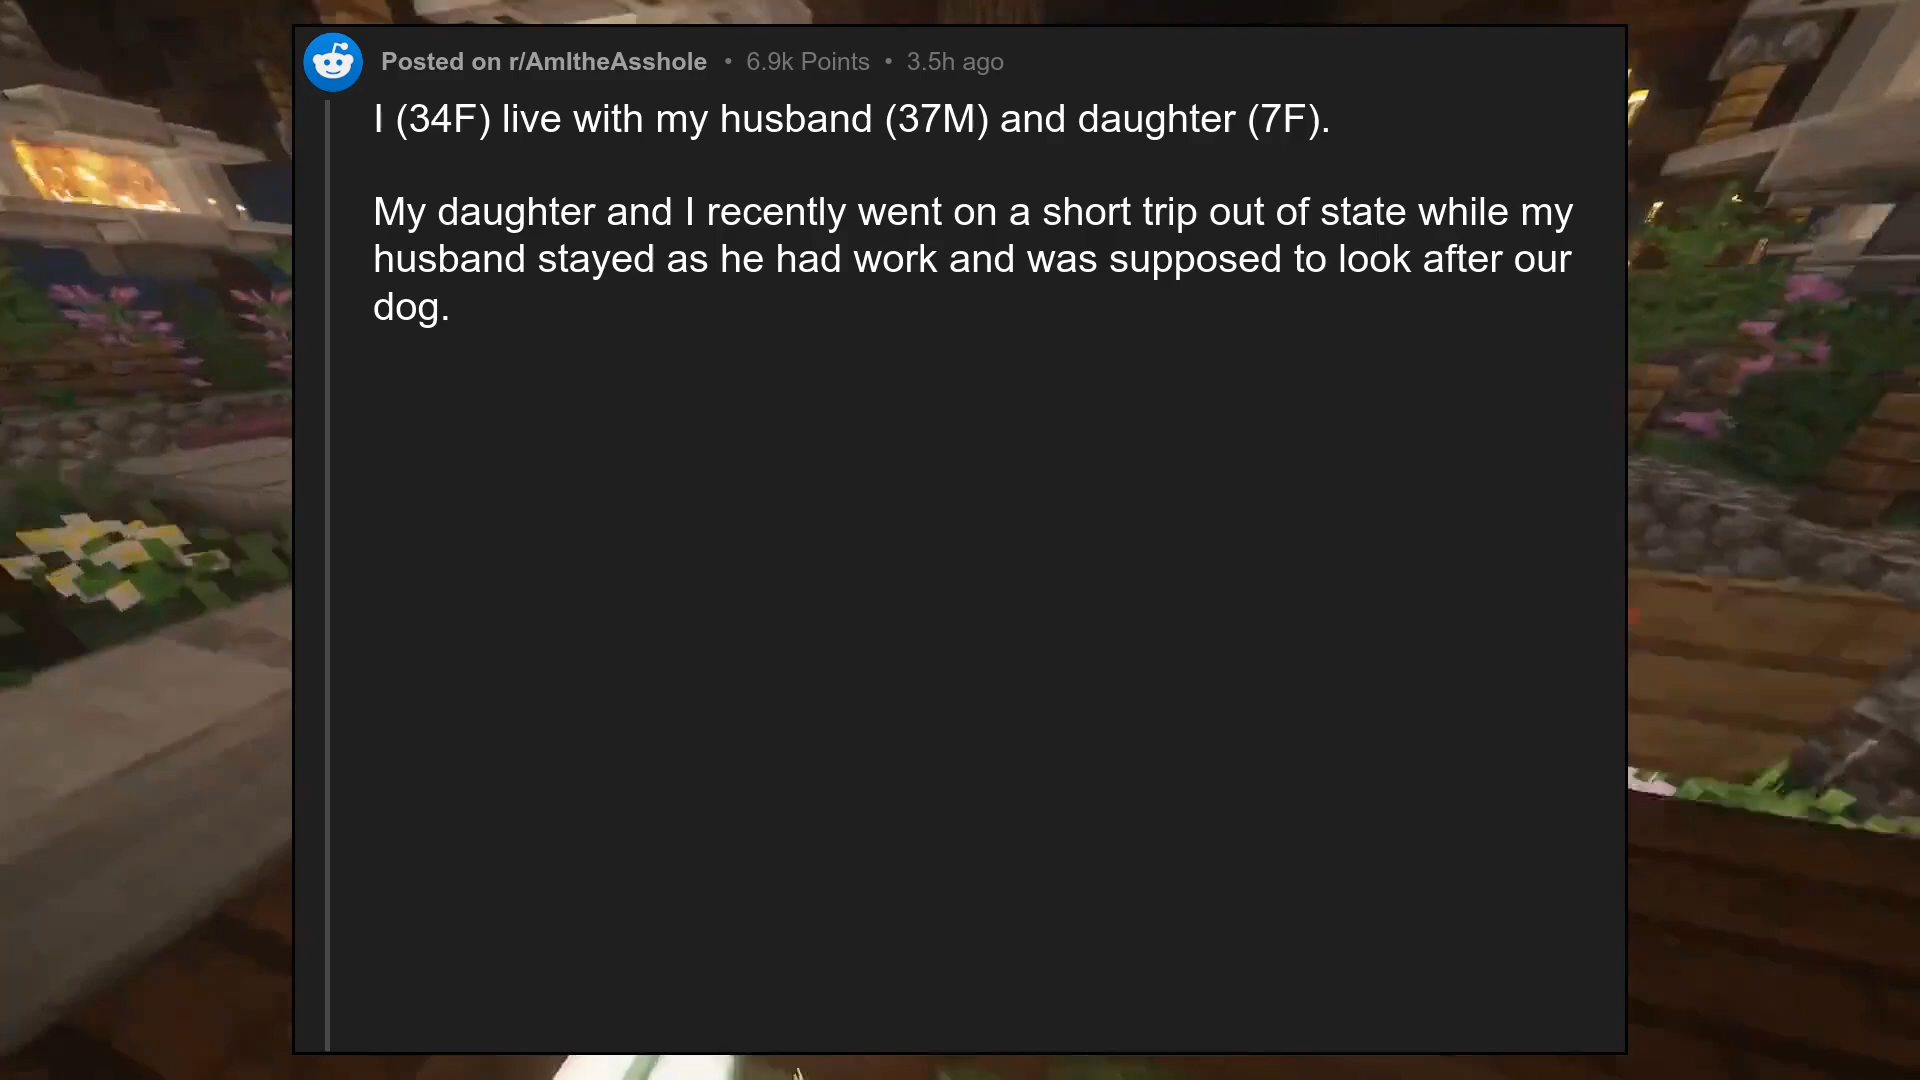 Posted on r/AmItheAsshole • 6.9k Points • 3.5h ago
I (34F) live with my husband (37M) and daughter (7F).
My daughter and I recently went on a short trip out of state while my
husband stayed as he had work and was supposed to look after our
dog.